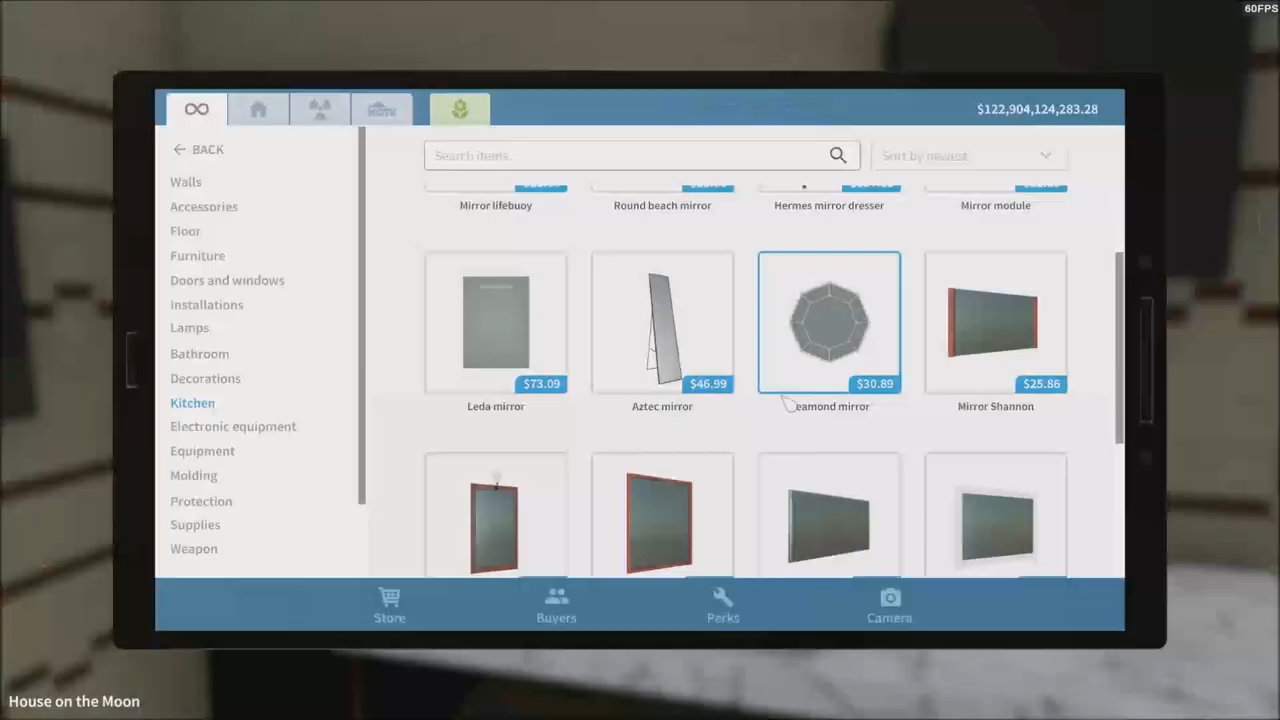 60FPS
$122,904,124,283.28
BACK
Search items.
Sort by newest
Walls
Accessories
Floor
Furniture
Doors and windows
Installations
Lamps
Bathroom
Decorations
Kitchen
Electronic equipment
Equipment
Molding
Protection
Supplies
Weapon
Mirror lifebuoy
Round beach mirror
Hermes mirror dresser
Mirror module
$73.09
$46.99
$30.89
$25.86
Leda mirror
Aztec mirror
eamond mirror
Mirror Shannon
Store
Buyers
Perks
Camera
House on the Moon